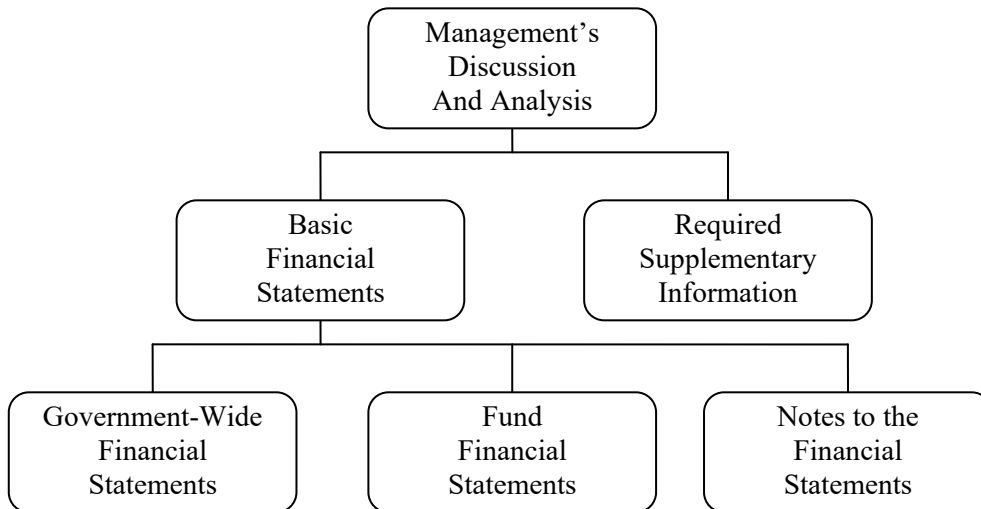 Management’s
Discussion
And Analysis
Basic
Financial
Statements
Required
Supplementary
Information
Government-Wide
Financial
Statements
Fund
Financial
Statements
Notes to the
Financial
Statements